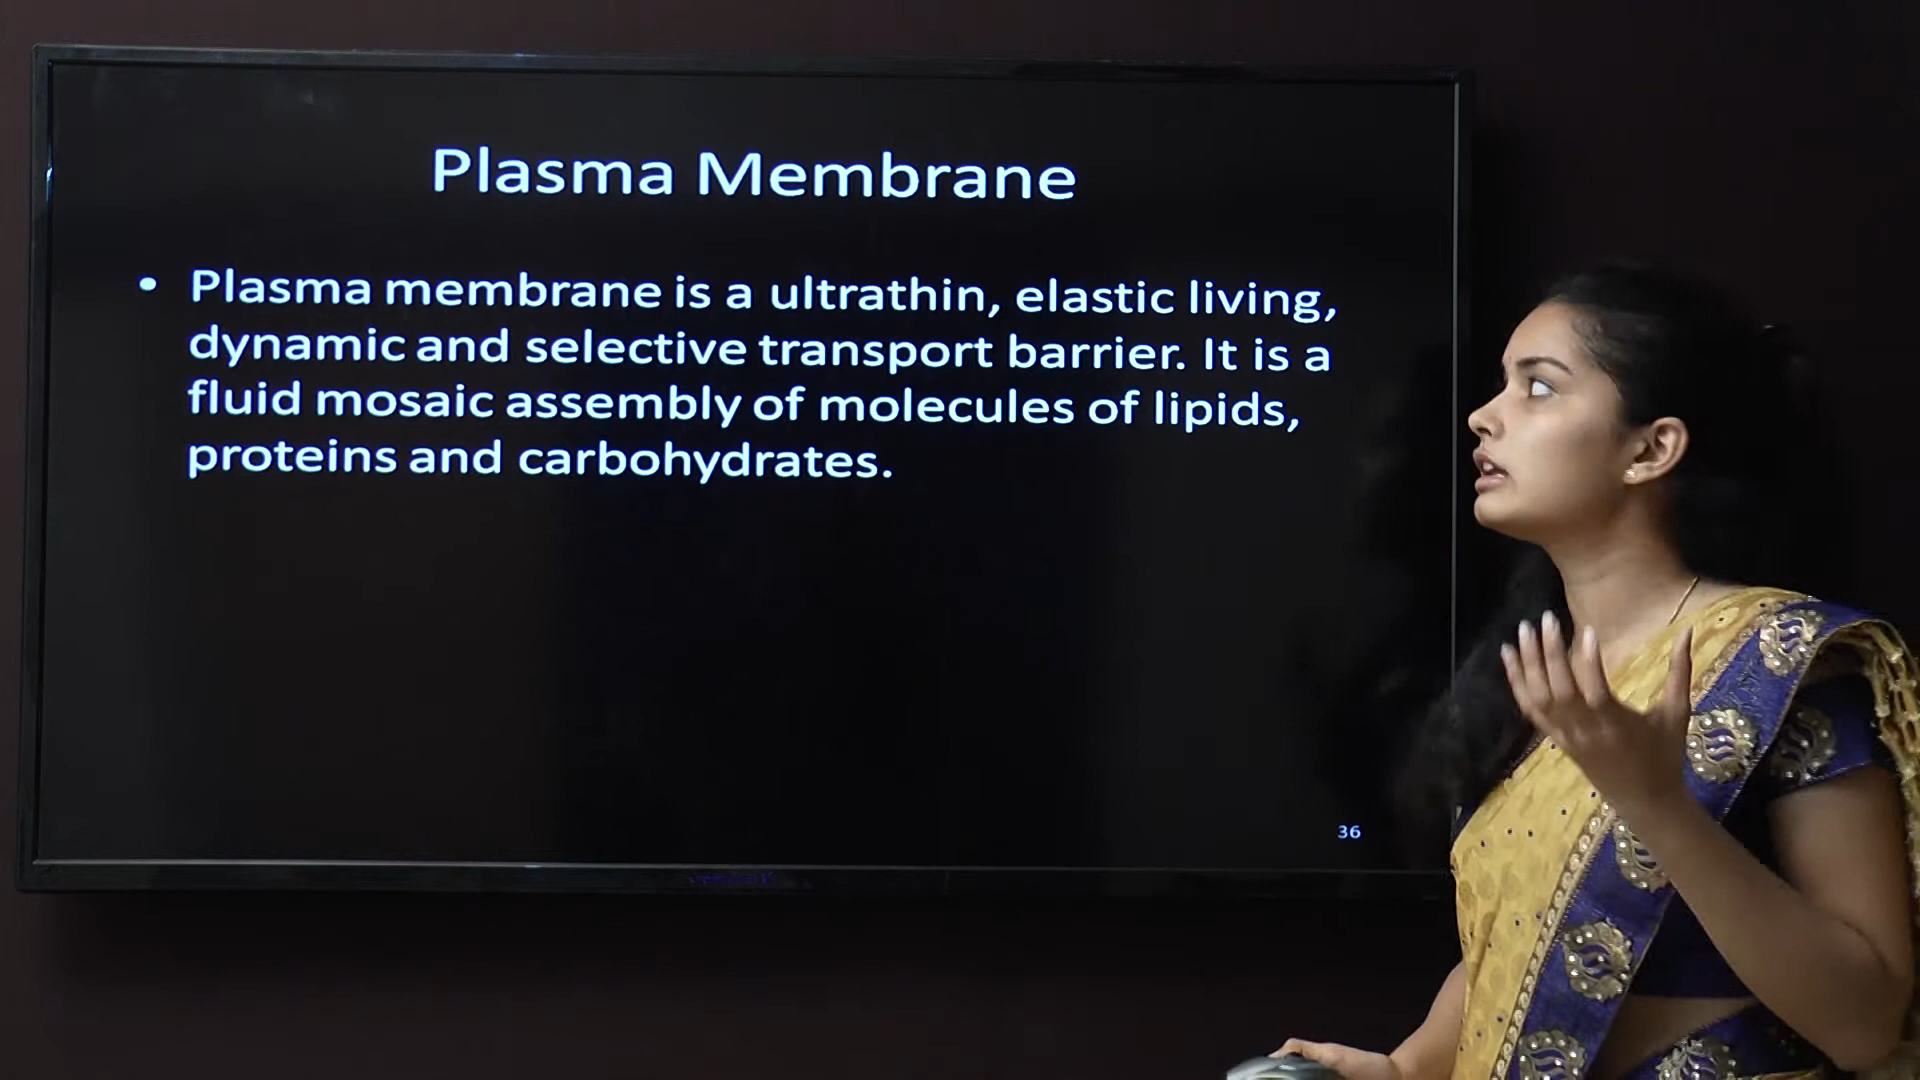 Plasma Membrane
• Plasma membrane is a ultrathin, elastic living,
dynamic and selective transport barrier. It is a
fluid mosaic assembly of molecules of lipids,
proteins and carbohydrates.
36